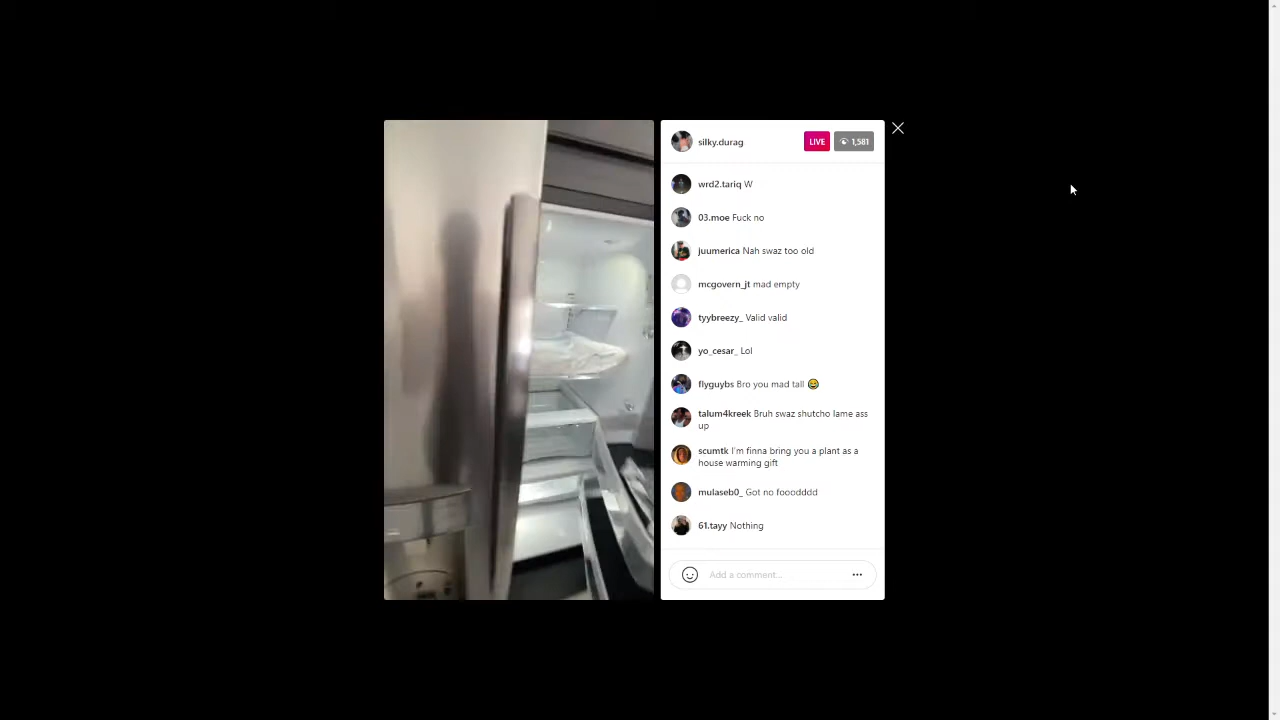 silky.durag LIVE 1,581
wrd2.tariq W
03.moe Fuck no
juumerica Nah swaz too old
mcgovern_jt mad empty
tyybreezy_ Valid valid
yo_cesar_ Lol
flyguybs Bro you mad tall 😂
talum4kreek Bruh swaz shutcho lame ass
up
scumtk I'm finna bring you a plant as a
house warming gift
mulaseb0_ Got no fooodddd
61.tayy Nothing
Add a comment...